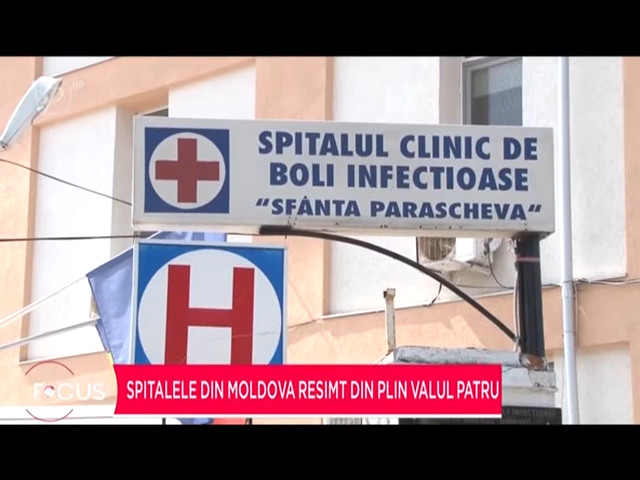 SPITALUL CLINIC DE
BOLI INFECTIOASE
"SFÂNTA PARASCHEVA"
H
FOCUS
SPITALELE DIN MOLDOVA RESIMT DIN PLIN VALUL PATRU